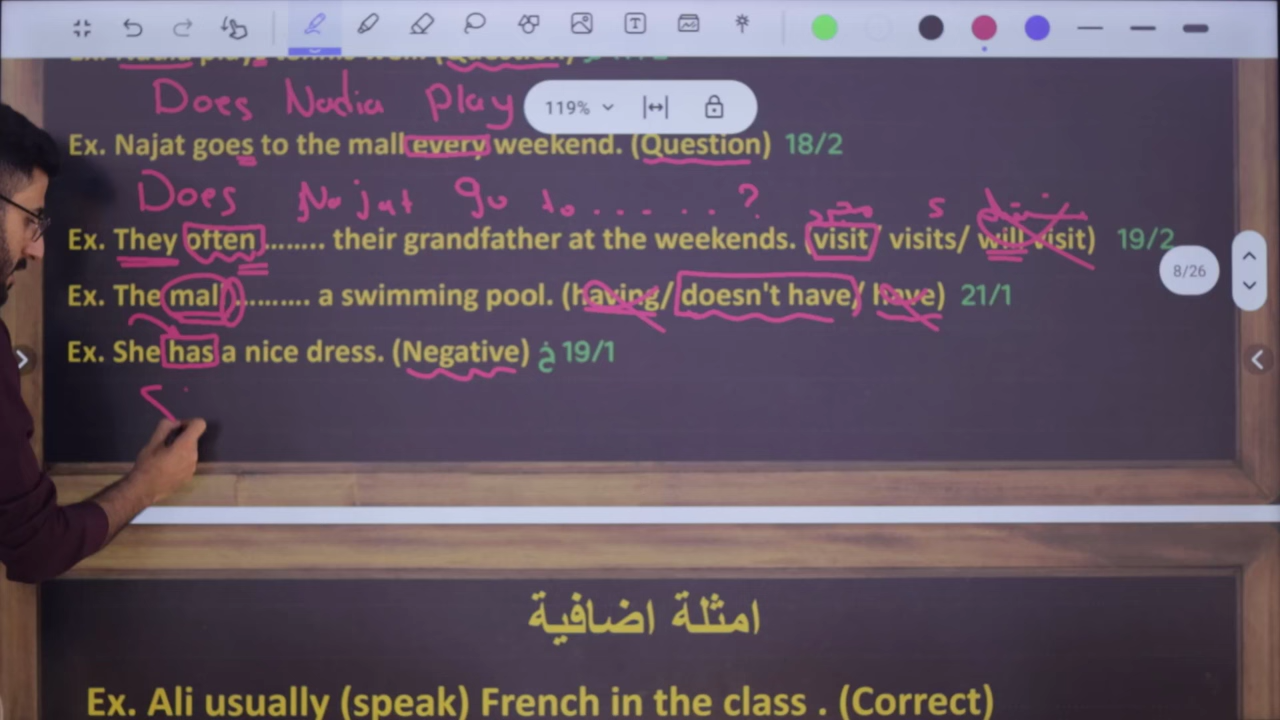 Does Nadia Play
119%
Ex. Najat goes to the mall every weekend. (Question) 18/2
Does Najat go to ...... ?
s
Ex. They often ........ their grandfather at the weekends. (visit/ visits/ will visit) 19/2
8/26
Ex. The mall .......... a swimming pool. (having/ doesn't have/ have) 21/1
Ex. She has a nice dress. (Negative) خ 19/1
امثلة اضافية
Ex. Ali usually (speak) French in the class . (Correct)